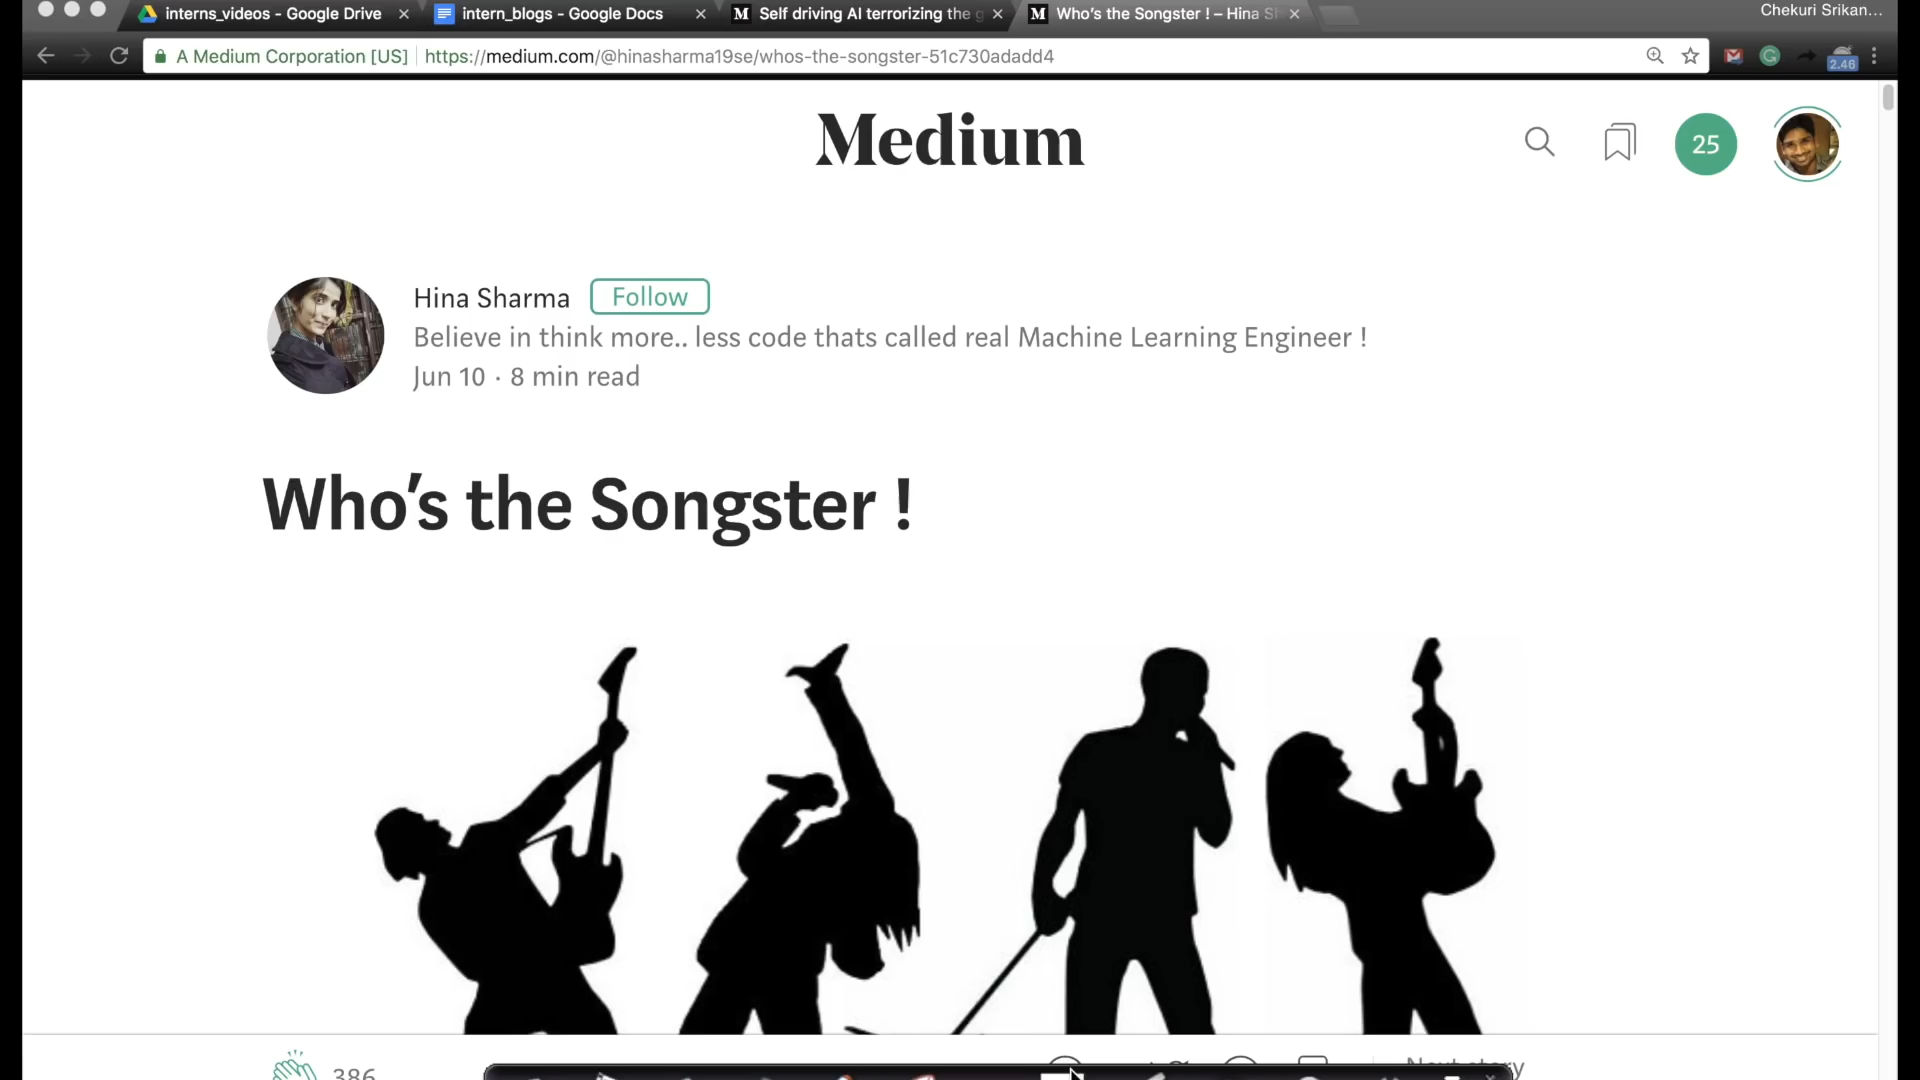 interns_videos - Google Drive
intern_blogs - Google Docs
M Self driving AI terrorizing the g
M Who's the Songster ! – Hina S
Chekuri Srikan...
A Medium Corporation [US] https://medium.com/@hinasharma19se/whos-the-songster-51c730adadd4
2.46
Medium
25
Hina Sharma Follow
Believe in think more.. less code thats called real Machine Learning Engineer !
Jun 10 · 8 min read
Who's the Songster !
386
Next story